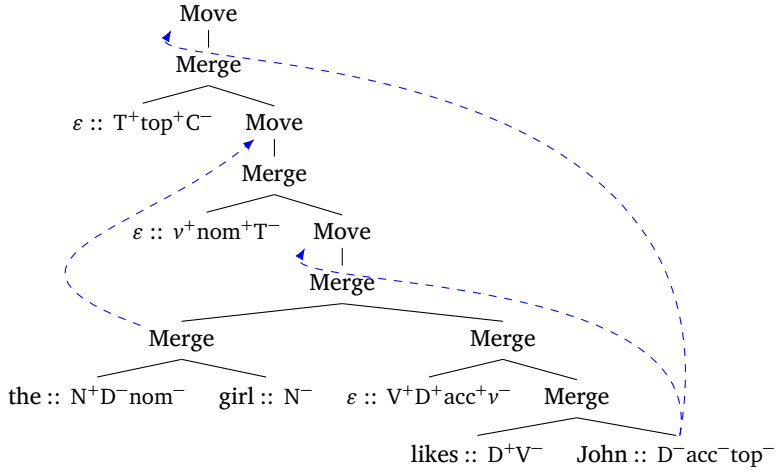 Move
Merge
ε :: T⁺top⁺C⁻ Move
Merge
ε :: v⁺nom⁺T⁻ Move
Merge
Merge Merge
the :: N⁺D⁻nom⁻ girl :: N⁻ ε :: V⁺D⁺acc⁺v⁻ Merge
likes :: D⁺V⁻ John :: D⁻acc⁻top⁻